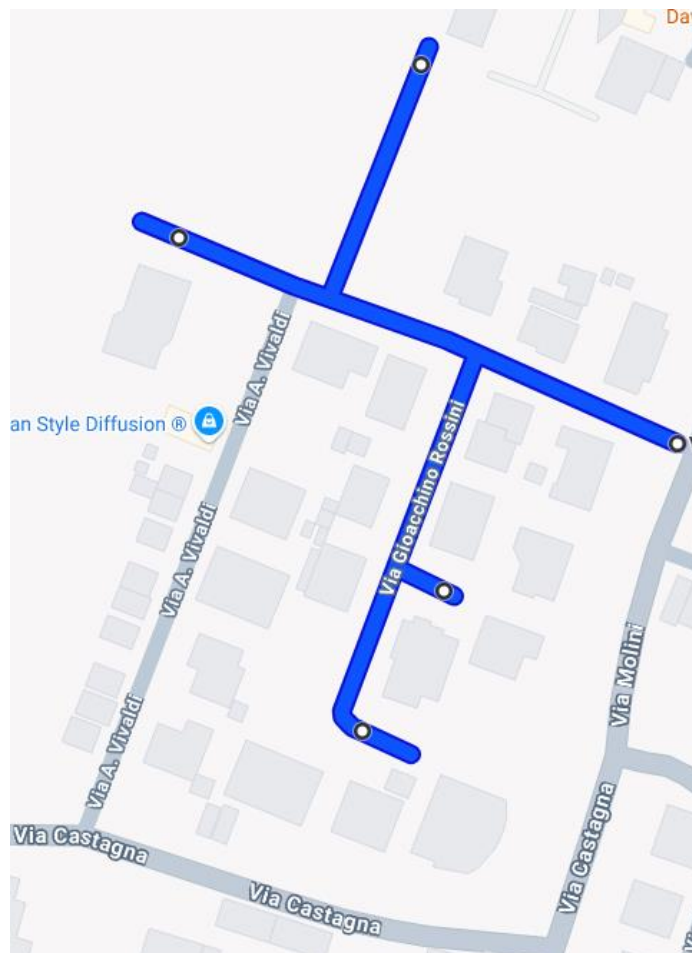 Da
Via A. Vivaldi
an Style Diffusion ®
Via Gioacchino Rossini
Via A. Vivaldi
Via Molini
Via A. Vivaldi
Via Castagna
Via Castagna
Via Castagna